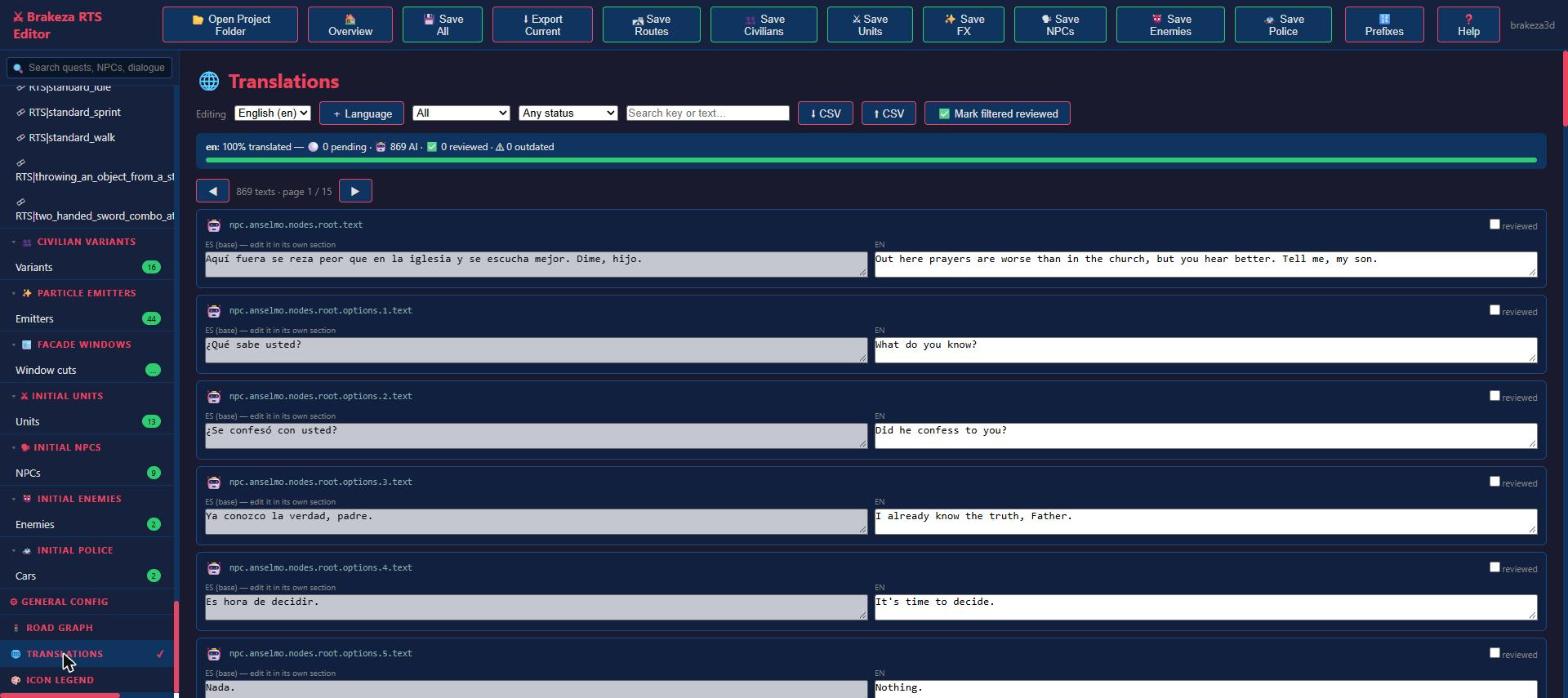 Brakeza RTS Editor
Open Project Folder
Overview
Save All
Export Current
Save Routes
Save Civilians
Save Units
Save FX
Save NPCs
Save Enemies
Save Police
Prefixes
Help
brakeza3d
Search quests, NPCs, dialogue
RTS|standard_idle
RTS|standard_sprint
RTS|standard_walk
RTS|throwing_an_object_from_a_st
RTS|two_handed_sword_combo_at
CIVILIAN VARIANTS
Variants 16
PARTICLE EMITTERS
Emitters 44
FACADE WINDOWS
Window cuts ...
INITIAL UNITS
Units 13
INITIAL NPCS
NPCs 9
INITIAL ENEMIES
Enemies 2
INITIAL POLICE
Cars 2
GENERAL CONFIG
ROAD GRAPH
TRANSLATIONS ✓
ICON LEGEND
Translations
Editing English (en) + Language All Any status Search key or text... ⬇ CSV ⬆ CSV Mark filtered reviewed
en: 100% translated — 0 pending · 869 AI · 0 reviewed · ⚠ 0 outdated
◀ 869 texts · page 1 / 15 ▶
npc.anselmo.nodes.root.text reviewed
ES (base) — edit it in its own section EN
Aquí fuera se reza peor que en la iglesia y se escucha mejor. Dime, hijo. Out here prayers are worse than in the church, but you hear better. Tell me, my son.
npc.anselmo.nodes.root.options.1.text reviewed
ES (base) — edit it in its own section EN
¿Qué sabe usted? What do you know?
npc.anselmo.nodes.root.options.2.text reviewed
ES (base) — edit it in its own section EN
¿Se confesó con usted? Did he confess to you?
npc.anselmo.nodes.root.options.3.text reviewed
ES (base) — edit it in its own section EN
Ya conozco la verdad, padre. I already know the truth, Father.
npc.anselmo.nodes.root.options.4.text reviewed
ES (base) — edit it in its own section EN
Es hora de decidir. It's time to decide.
npc.anselmo.nodes.root.options.5.text reviewed
ES (base) — edit it in its own section EN
Nada. Nothing.